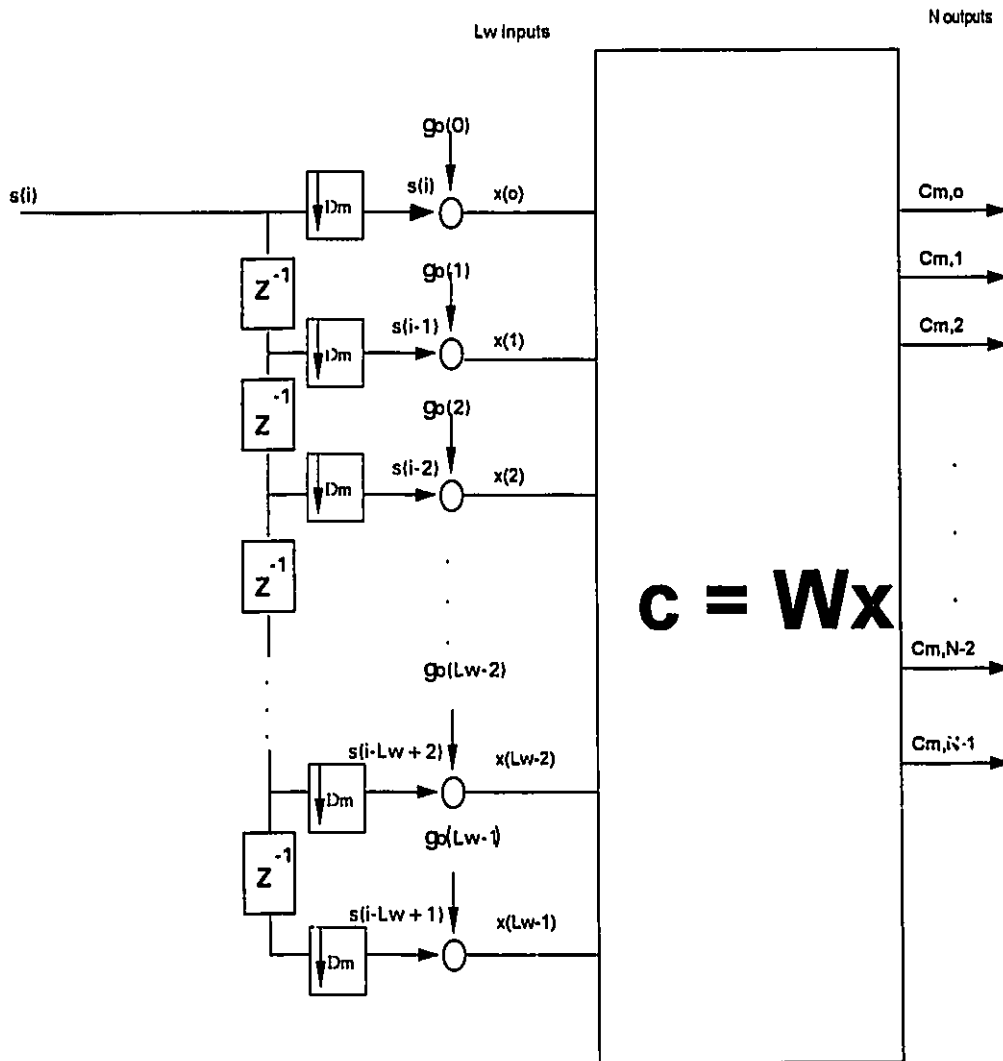 Lw inputs
N outputs
go(0)
s(i)
Dm
s(i)
x(o)
Cm,o
Z-1
go(1)
Cm,1
s(i-1)
Dm
x(1)
Cm,2
Z-1
go(2)
s(i-2)
Dm
x(2)
Z-1
c = Wx
go(Lw-2)
Cm,N-2
s(i-Lw + 2)
Dm
x(Lw-2)
Cm,N-1
go(Lw-1)
Z-1
s(i-Lw + 1)
Dm
x(Lw-1)